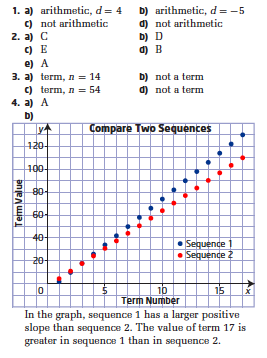 1. a) arithmetic, d = 4 b) arithmetic, d = −5
c) not arithmetic d) not arithmetic
2. a) C b) D
c) E d) B
e) A
3. a) term, n = 14 b) not a term
c) term, n = 54 d) not a term
4. a) A
b)
y Compare Two Sequences
120
100
80
60
40
20
Term Value
Sequence 1
Sequence 2
0 5 10 15 x
Term Number
In the graph, sequence 1 has a larger positive
slope than sequence 2. The value of term 17 is
greater in sequence 1 than in sequence 2.